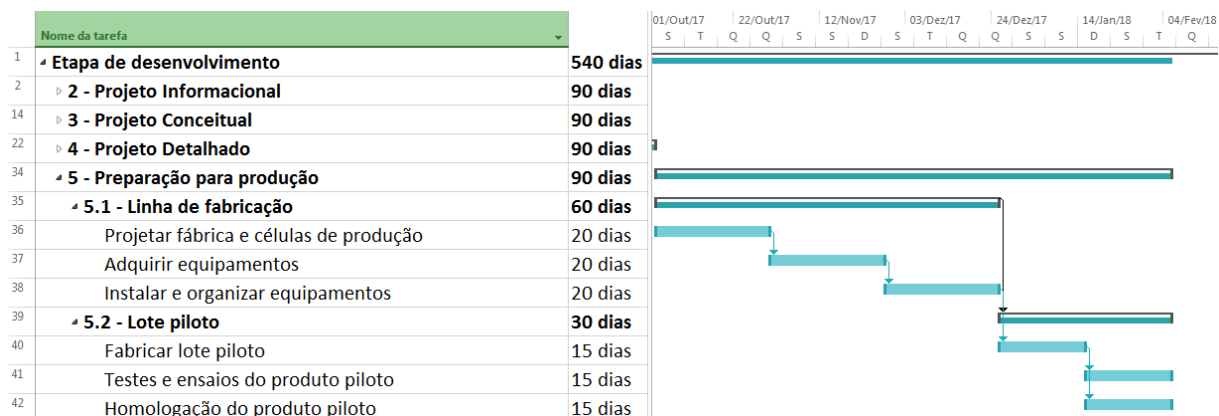 01/Out/17 22/Out/17 12/Nov/17 03/Dez/17 24/Dez/17 14/Jan/18 04/Fev/18
Nome da tarefa S T Q Q S S D S T Q Q S S D S T Q
1 Etapa de desenvolvimento 540 dias
2 2 - Projeto Informacional 90 dias
14 3 - Projeto Conceitual 90 dias
22 4 - Projeto Detalhado 90 dias
34 5 - Preparação para produção 90 dias
35 5.1 - Linha de fabricação 60 dias
36 Projetar fábrica e células de produção 20 dias
37 Adquirir equipamentos 20 dias
38 Instalar e organizar equipamentos 20 dias
39 5.2 - Lote piloto 30 dias
40 Fabricar lote piloto 15 dias
41 Testes e ensaios do produto piloto 15 dias
42 Homologação do produto piloto 15 dias